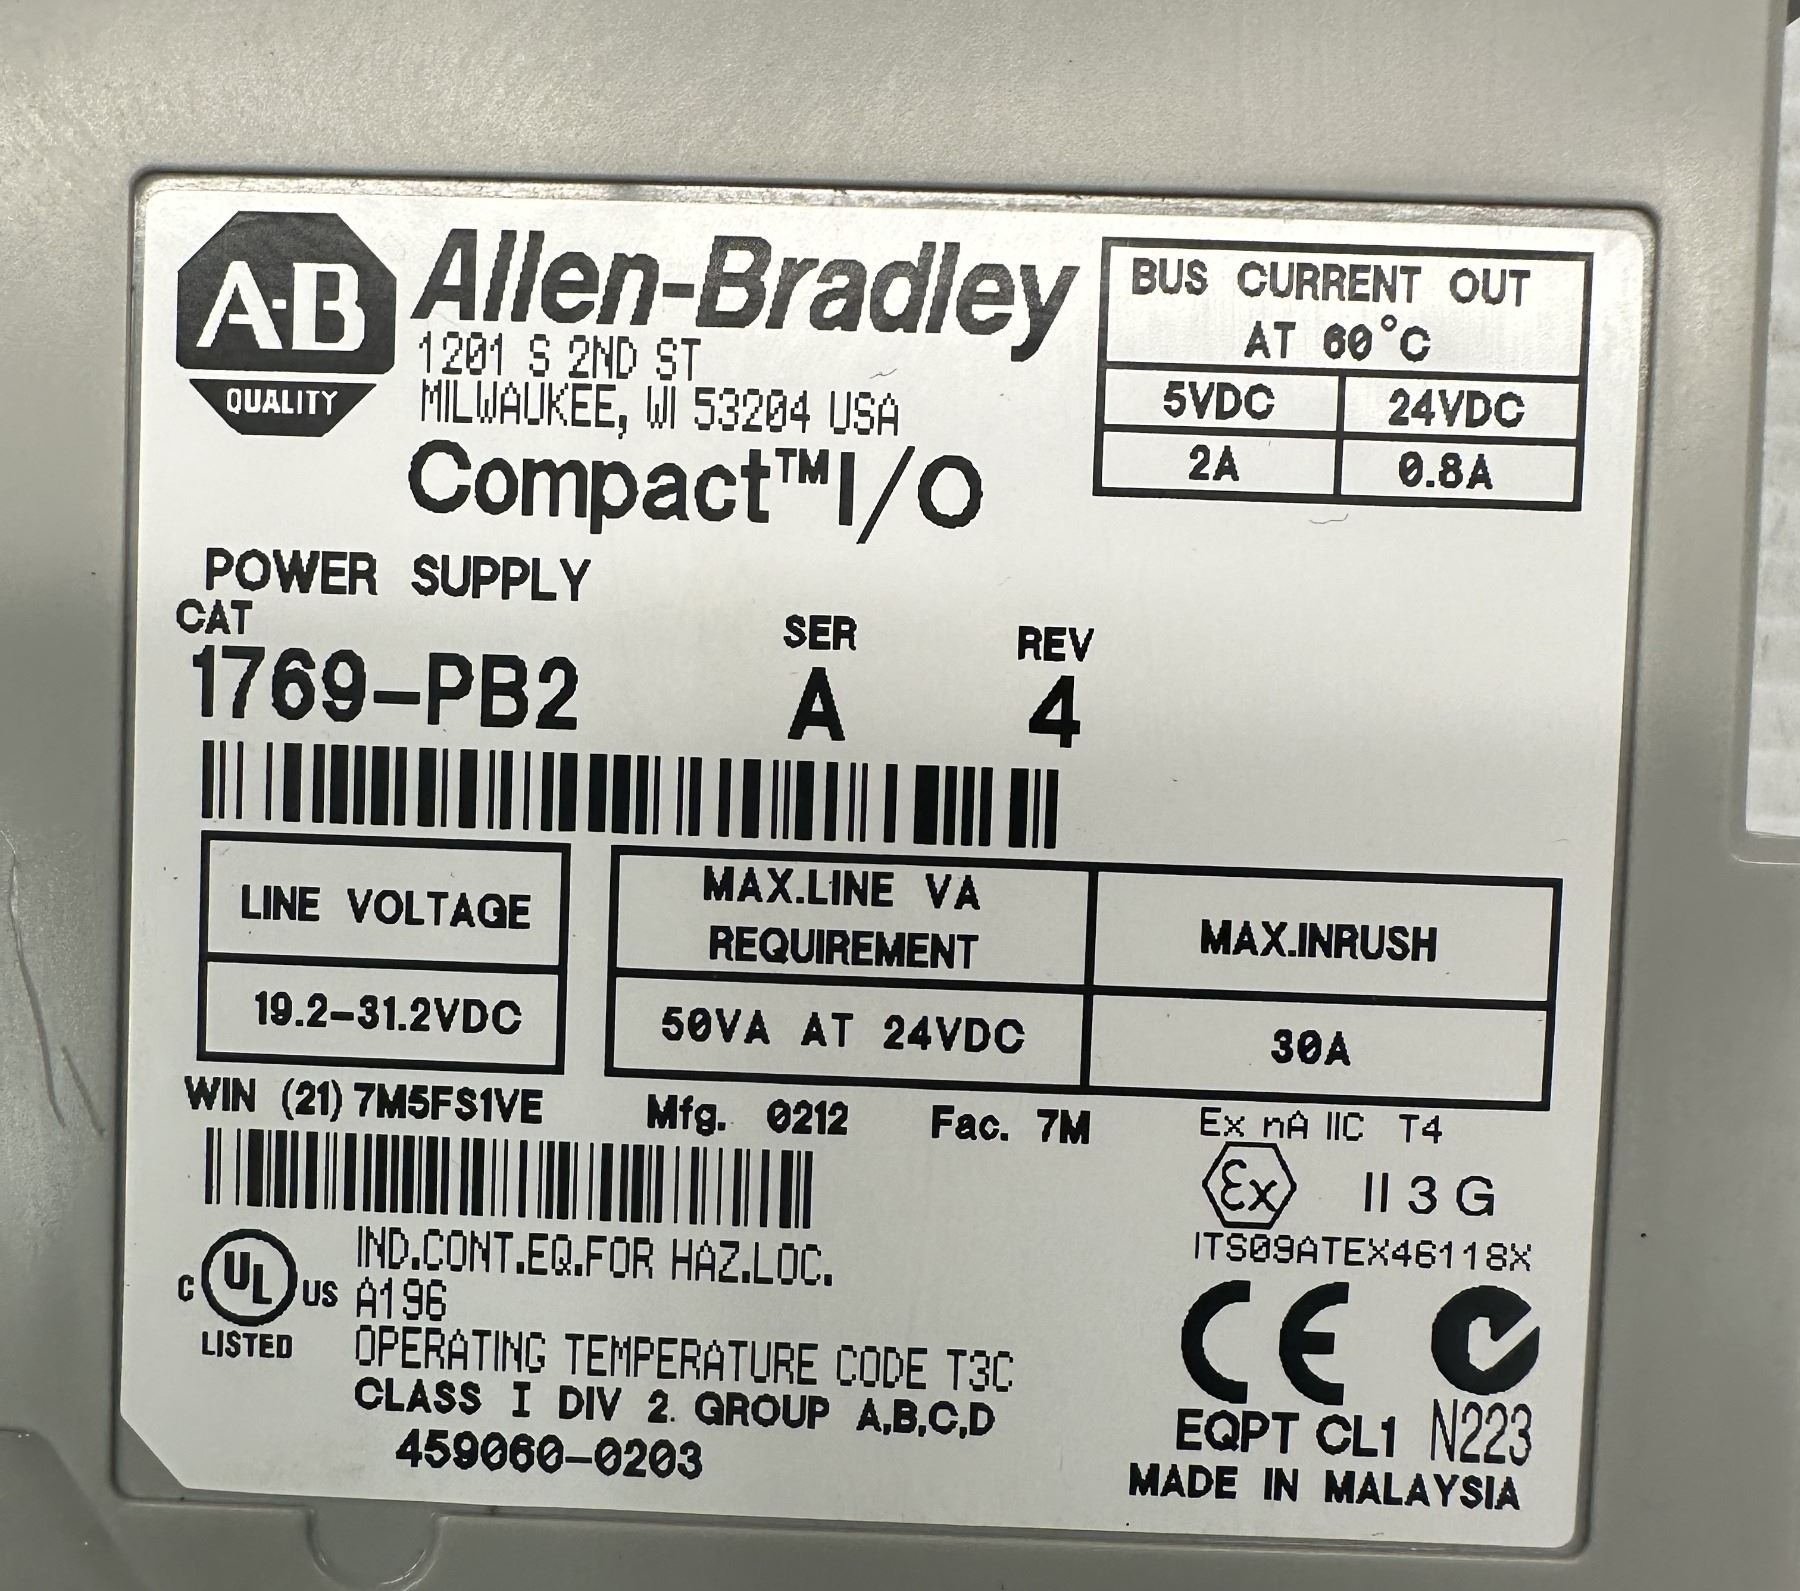 A-B
QUALITY
Allen-Bradley
1201 S 2ND ST
MILWAUKEE, WI 53204 USA
Compact™ I/O
BUS CURRENT OUT
AT 60°C
5VDC 24VDC
2A 0.8A
POWER SUPPLY
CAT SER REV
1769-PB2 A 4
LINE VOLTAGE
19.2-31.2VDC
MAX.LINE VA
REQUIREMENT
50VA AT 24VDC
MAX.INRUSH
30A
WIN (21) 7M5FS1VE Mfg. 0212 Fac. 7M
Ex nA IIC T4
Ex II 3 G
ITS09ATEX46118X
C UL US
LISTED
IND.CONT.EQ.FOR HAZ.LOC.
A196
OPERATING TEMPERATURE CODE T3C
CLASS I DIV 2. GROUP A,B,C,D
459060-0203
CE
EQPT CL1 N223
MADE IN MALAYSIA